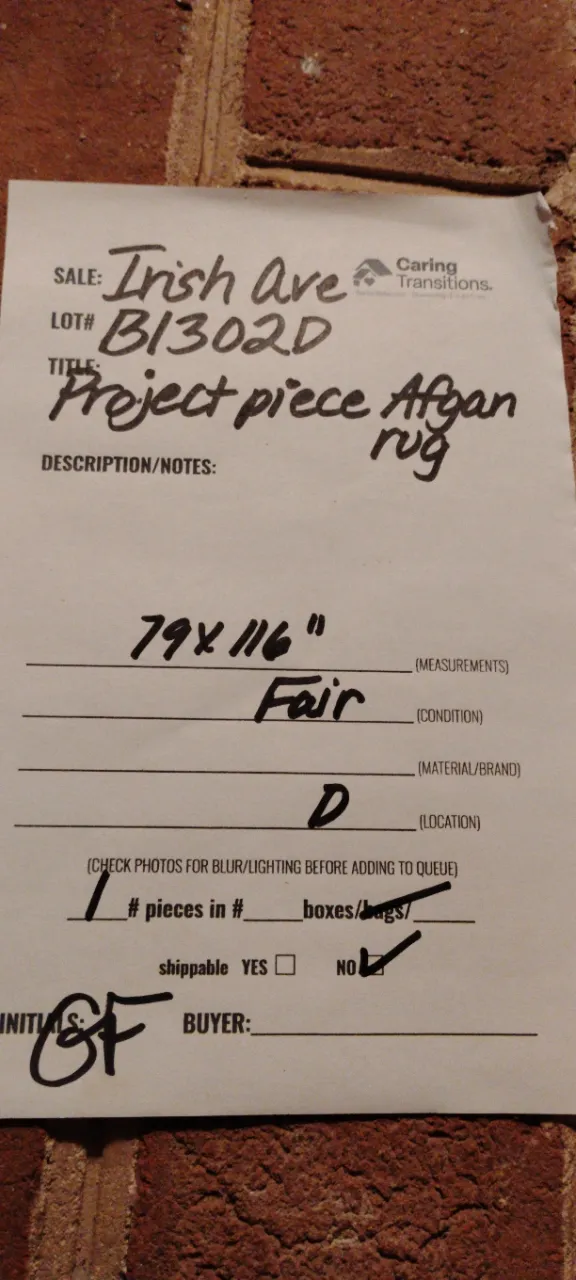 SALE: Irish Ave Caring
Transitions.
LOT# B1302D
TITLE:
Project piece Afgan
rug
DESCRIPTION/NOTES:
79 X 116" (MEASUREMENTS)
Fair (CONDITION)
(MATERIAL/BRAND)
D (LOCATION)
(CHECK PHOTOS FOR BLUR/LIGHTING BEFORE ADDING TO QUEUE)
1 # pieces in # boxes/bags/
shippable YES ☐ NO ☑
INITIALS: GF BUYER: